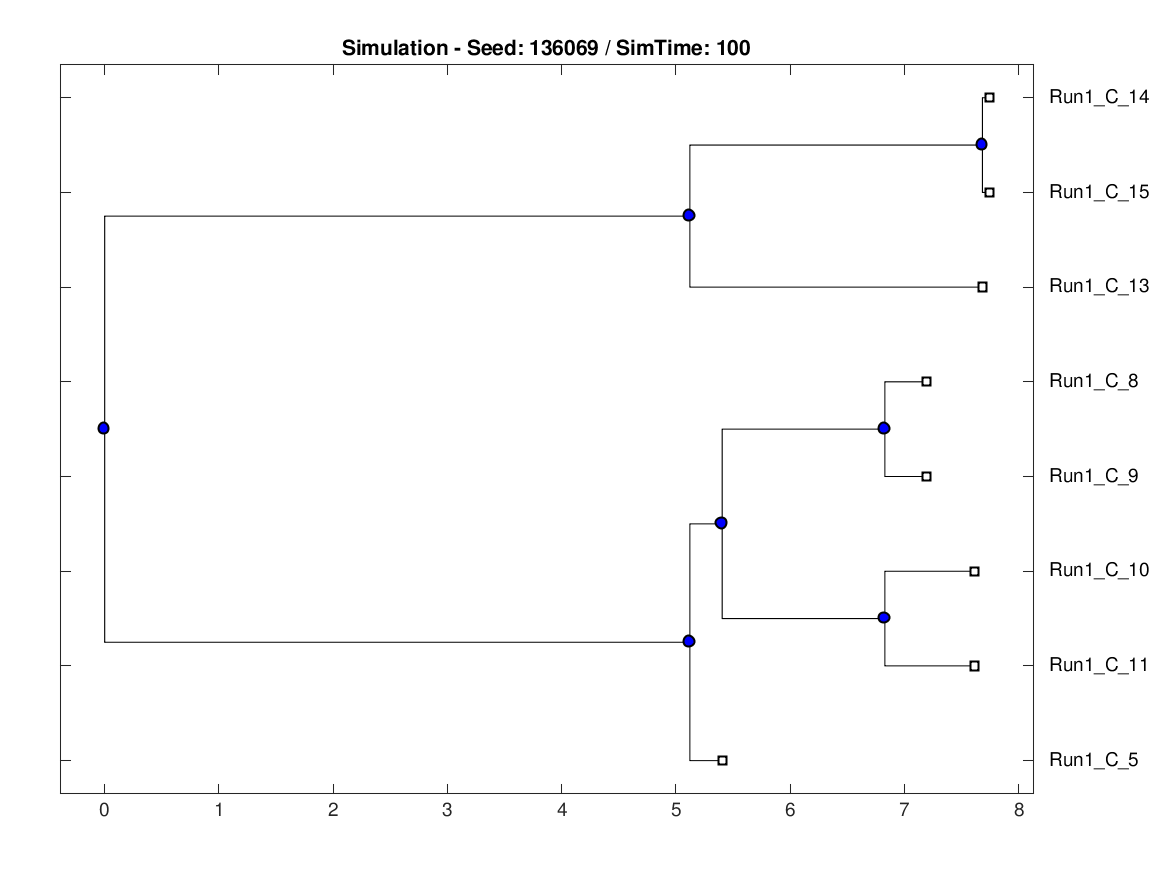 Simulation - Seed: 136069 / SimTime: 100
Run1_C_14
Run1_C_15
Run1_C_13
Run1_C_8
Run1_C_9
Run1_C_10
Run1_C_11
Run1_C_5
0 1 2 3 4 5 6 7 8